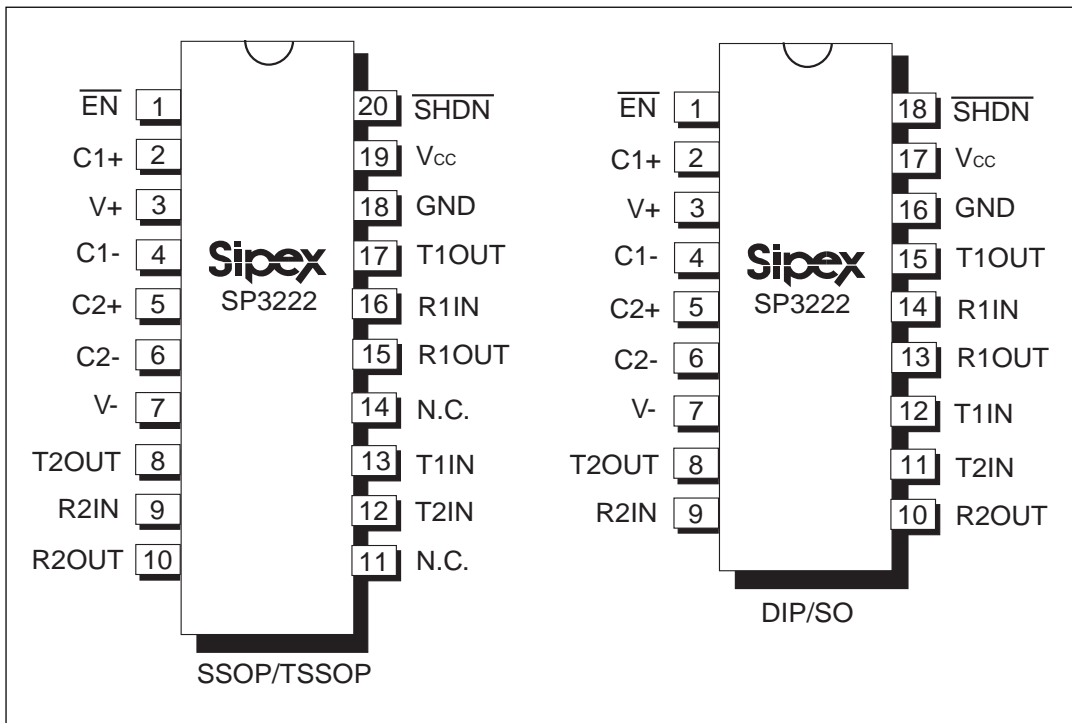 EN 1 20 SHDN
C1+ 2 19 Vcc
V+ 3 18 GND
C1- 4 17 T1OUT
C2+ 5 16 R1IN
C2- 6 15 R1OUT
V- 7 14 N.C.
T2OUT 8 13 T1IN
R2IN 9 12 T2IN
R2OUT 10 11 N.C.
Sipex
SP3222
SSOP/TSSOP
EN 1 18 SHDN
C1+ 2 17 Vcc
V+ 3 16 GND
C1- 4 15 T1OUT
C2+ 5 14 R1IN
C2- 6 13 R1OUT
V- 7 12 T1IN
T2OUT 8 11 T2IN
R2IN 9 10 R2OUT
Sipex
SP3222
DIP/SO